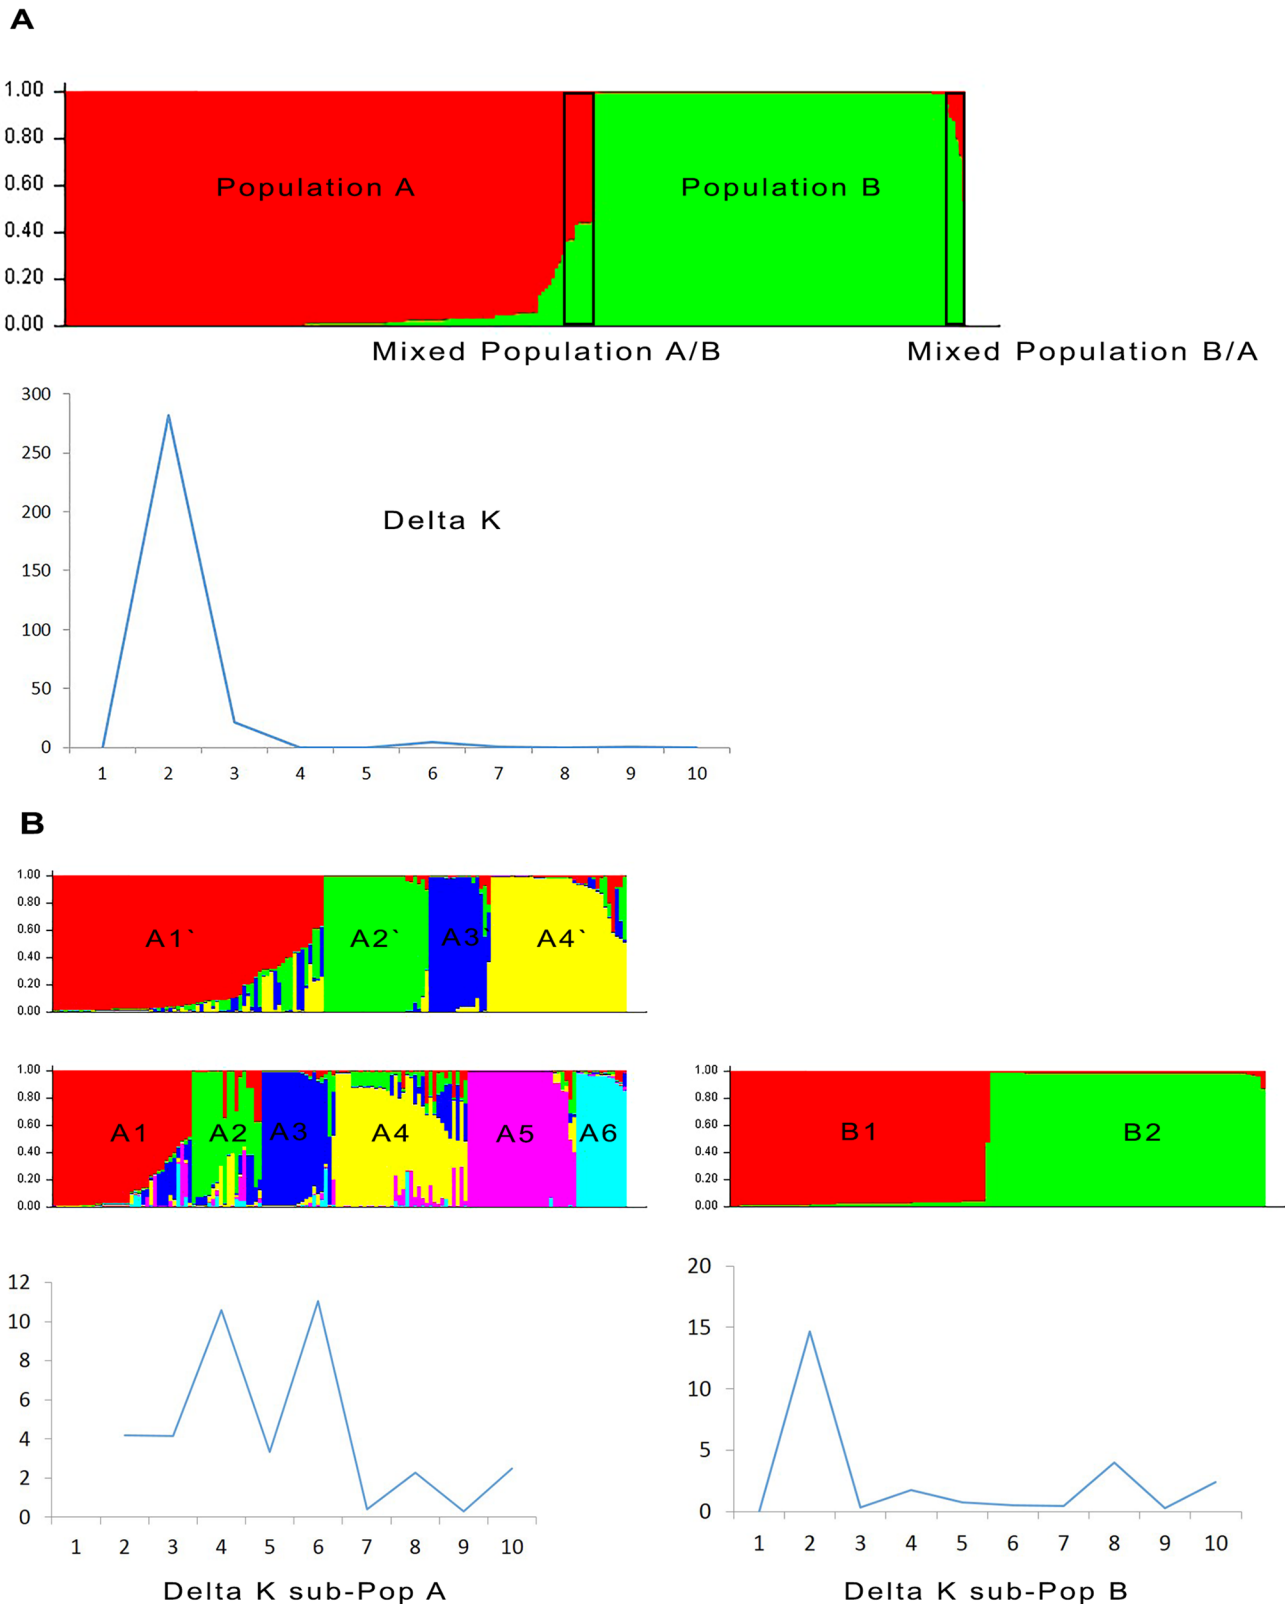 A
1.00
0.80
0.60
0.40
0.20
0.00
Population A
Population B
Mixed Population A/B
Mixed Population B/A
300
250
200
150
100
50
0
Delta K
1 2 3 4 5 6 7 8 9 10
B
1.00
0.80
0.60
0.40
0.20
0.00
A1` A2` A3` A4`
1.00
0.80
0.60
0.40
0.20
0.00
A1 A2 A3 A4 A5 A6
1.00
0.80
0.60
0.40
0.20
0.00
B1 B2
12
10
8
6
4
2
0
1 2 3 4 5 6 7 8 9 10
Delta K sub-Pop A
20
15
10
5
0
1 2 3 4 5 6 7 8 9 10
Delta K sub-Pop B